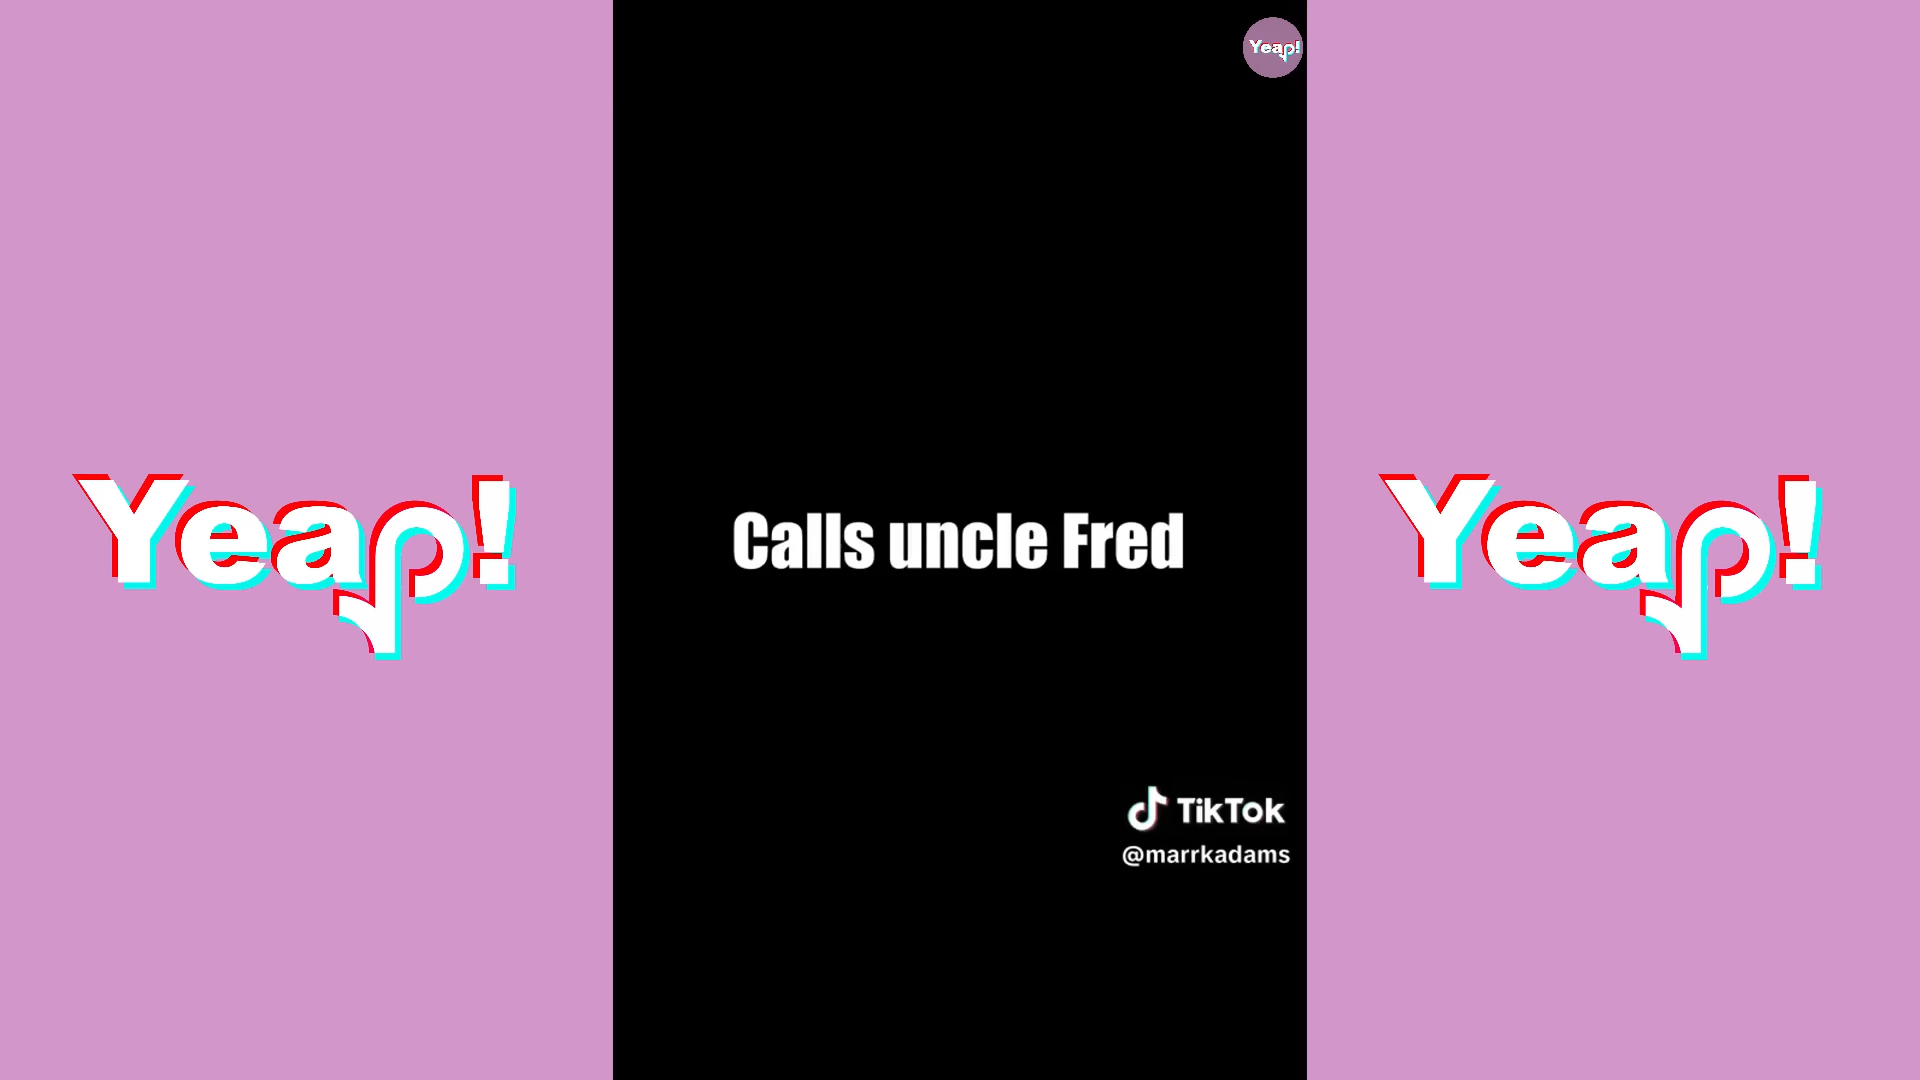 Yeap!
Yeap!
Calls uncle Fred
TikTok
@marrkadams
Yeap!